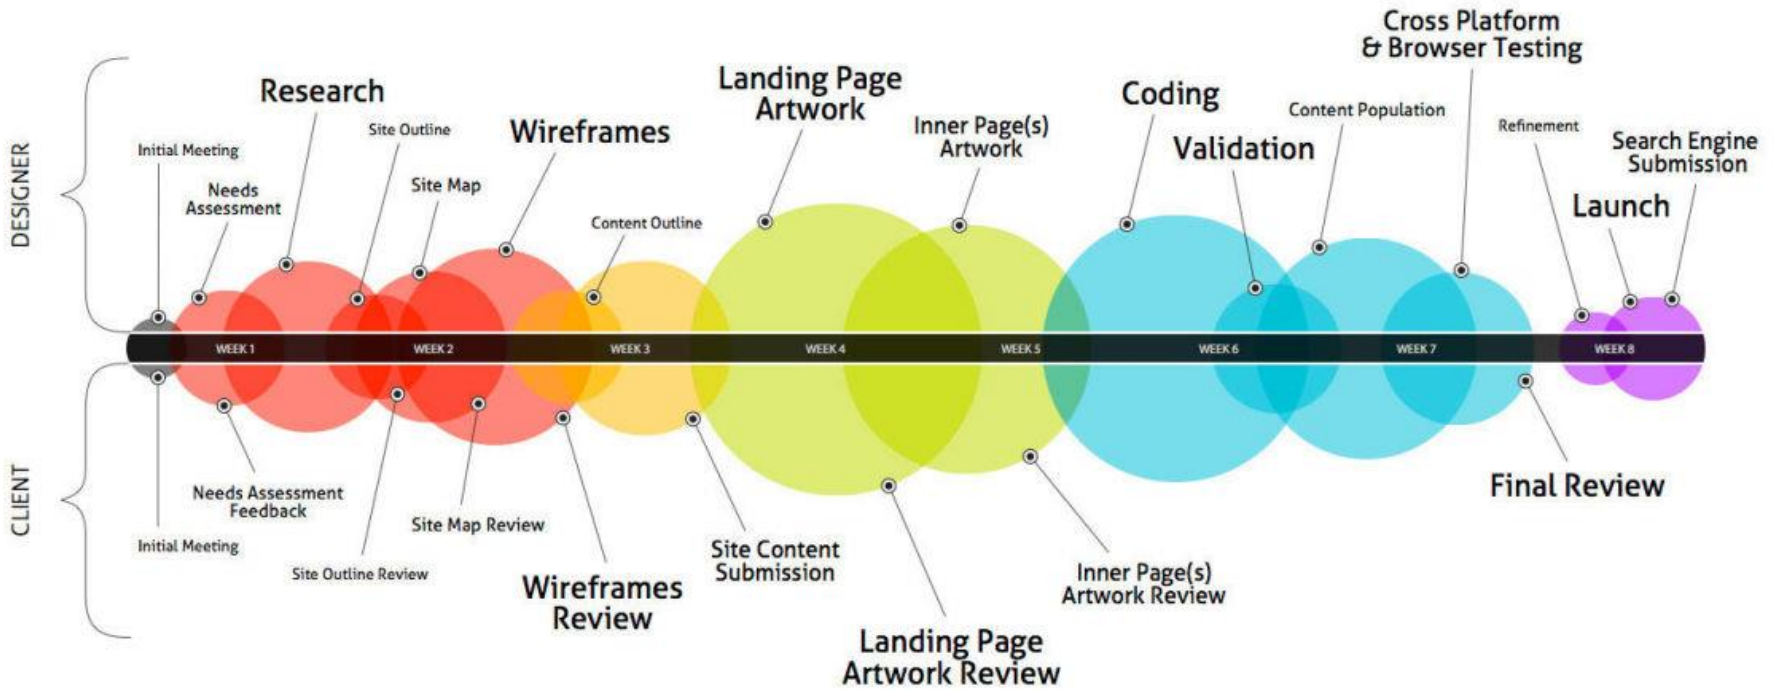 DESIGNER
Initial Meeting
Needs
Assessment
Research
Site Outline
Site Map
Wireframes
Content Outline
Landing Page
Artwork
Inner Page(s)
Artwork
Coding
Validation
Content Population
Cross Platform
& Browser Testing
Refinement
Launch
Search Engine
Submission
WEEK 1
WEEK 2
WEEK 3
WEEK 4
WEEK 5
WEEK 6
WEEK 7
WEEK 8
CLIENT
Initial Meeting
Needs Assessment
Feedback
Site Outline Review
Site Map Review
Wireframes
Review
Site Content
Submission
Landing Page
Artwork Review
Inner Page(s)
Artwork Review
Final Review